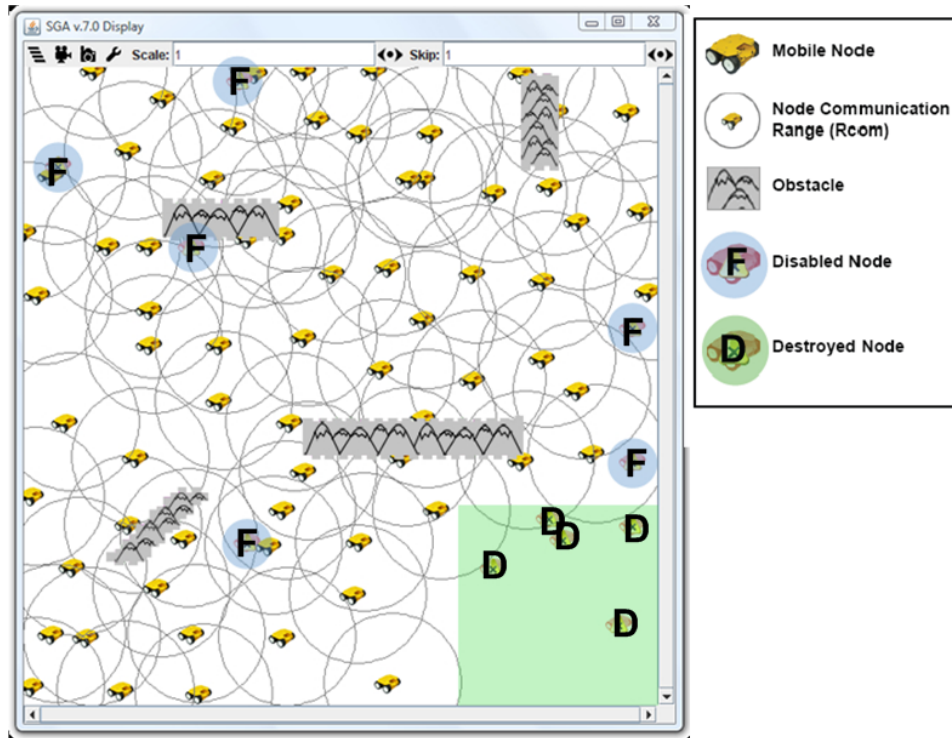 SGA v.7.0 Display
Scale: 1
Skip: 1
F
F
F
F
F
F
D
D
D
D
D
Mobile Node
Node Communication
Range (Rcom)
Obstacle
F
Disabled Node
D
Destroyed Node